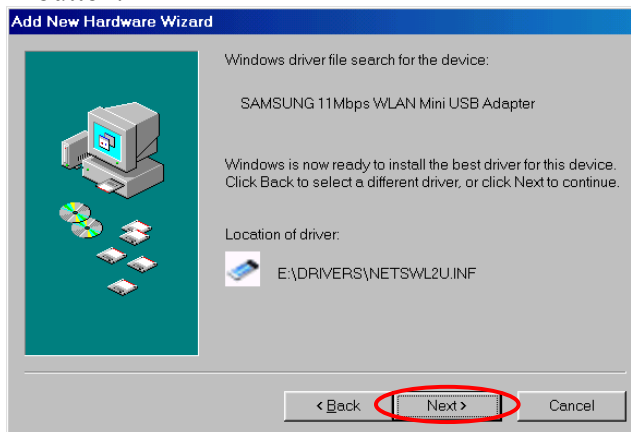 Add New Hardware Wizard
Windows driver file search for the device:
SAMSUNG 11Mbps WLAN Mini USB Adapter
Windows is now ready to install the best driver for this device.
Click Back to select a different driver, or click Next to continue.
Location of driver:
E:\DRIVERS\NETSWL2U.INF
< Back
Next >
Cancel